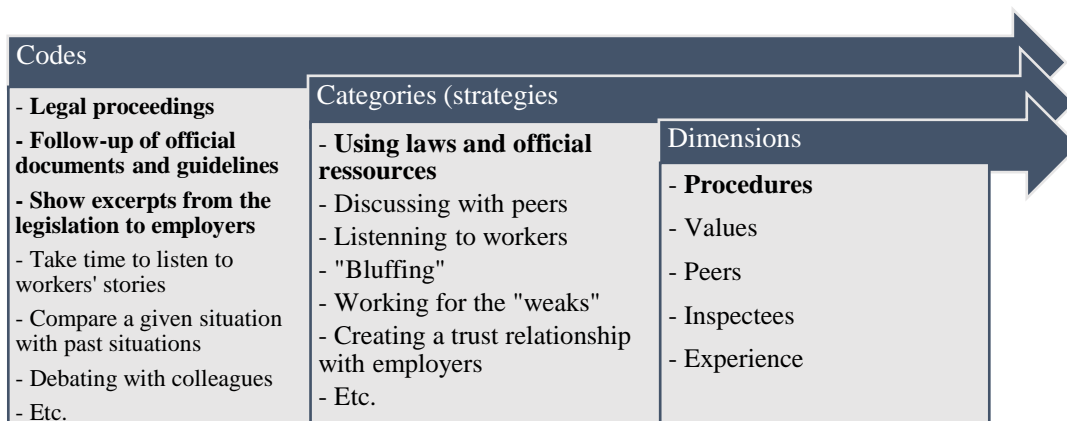 Codes
- Legal proceedings
- Follow-up of official
documents and guidelines
- Show excerpts from the
legislation to employers
- Take time to listen to
workers' stories
- Compare a given situation
with past situations
- Debating with colleagues
- Etc.
Categories (strategies
- Using laws and official
ressources
- Discussing with peers
- Listenning to workers
- "Bluffing"
- Working for the "weaks"
- Creating a trust relationship
with employers
- Etc.
Dimensions
- Procedures
- Values
- Peers
- Inspectees
- Experience